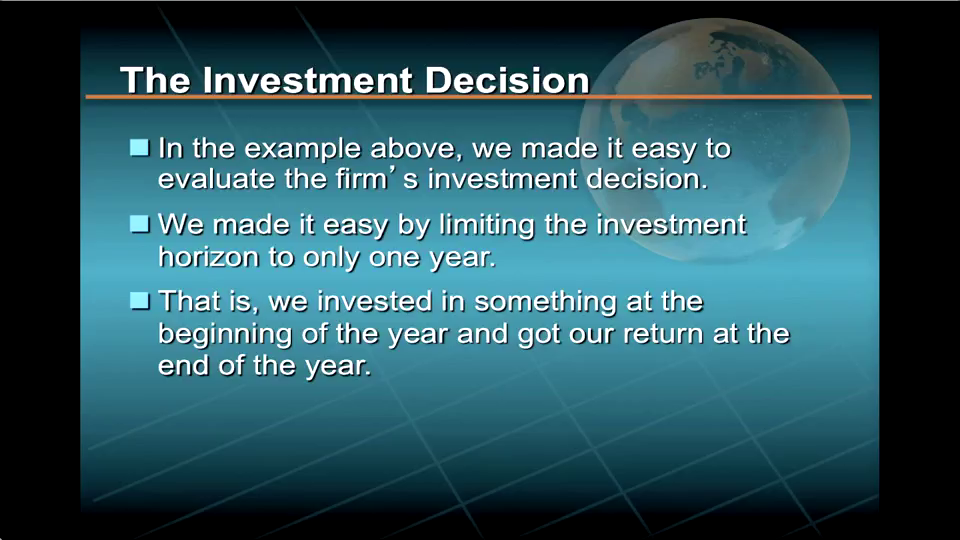 The Investment Decision
In the example above, we made it easy to
evaluate the firm’s investment decision.
We made it easy by limiting the investment
horizon to only one year.
That is, we invested in something at the
beginning of the year and got our return at the
end of the year.